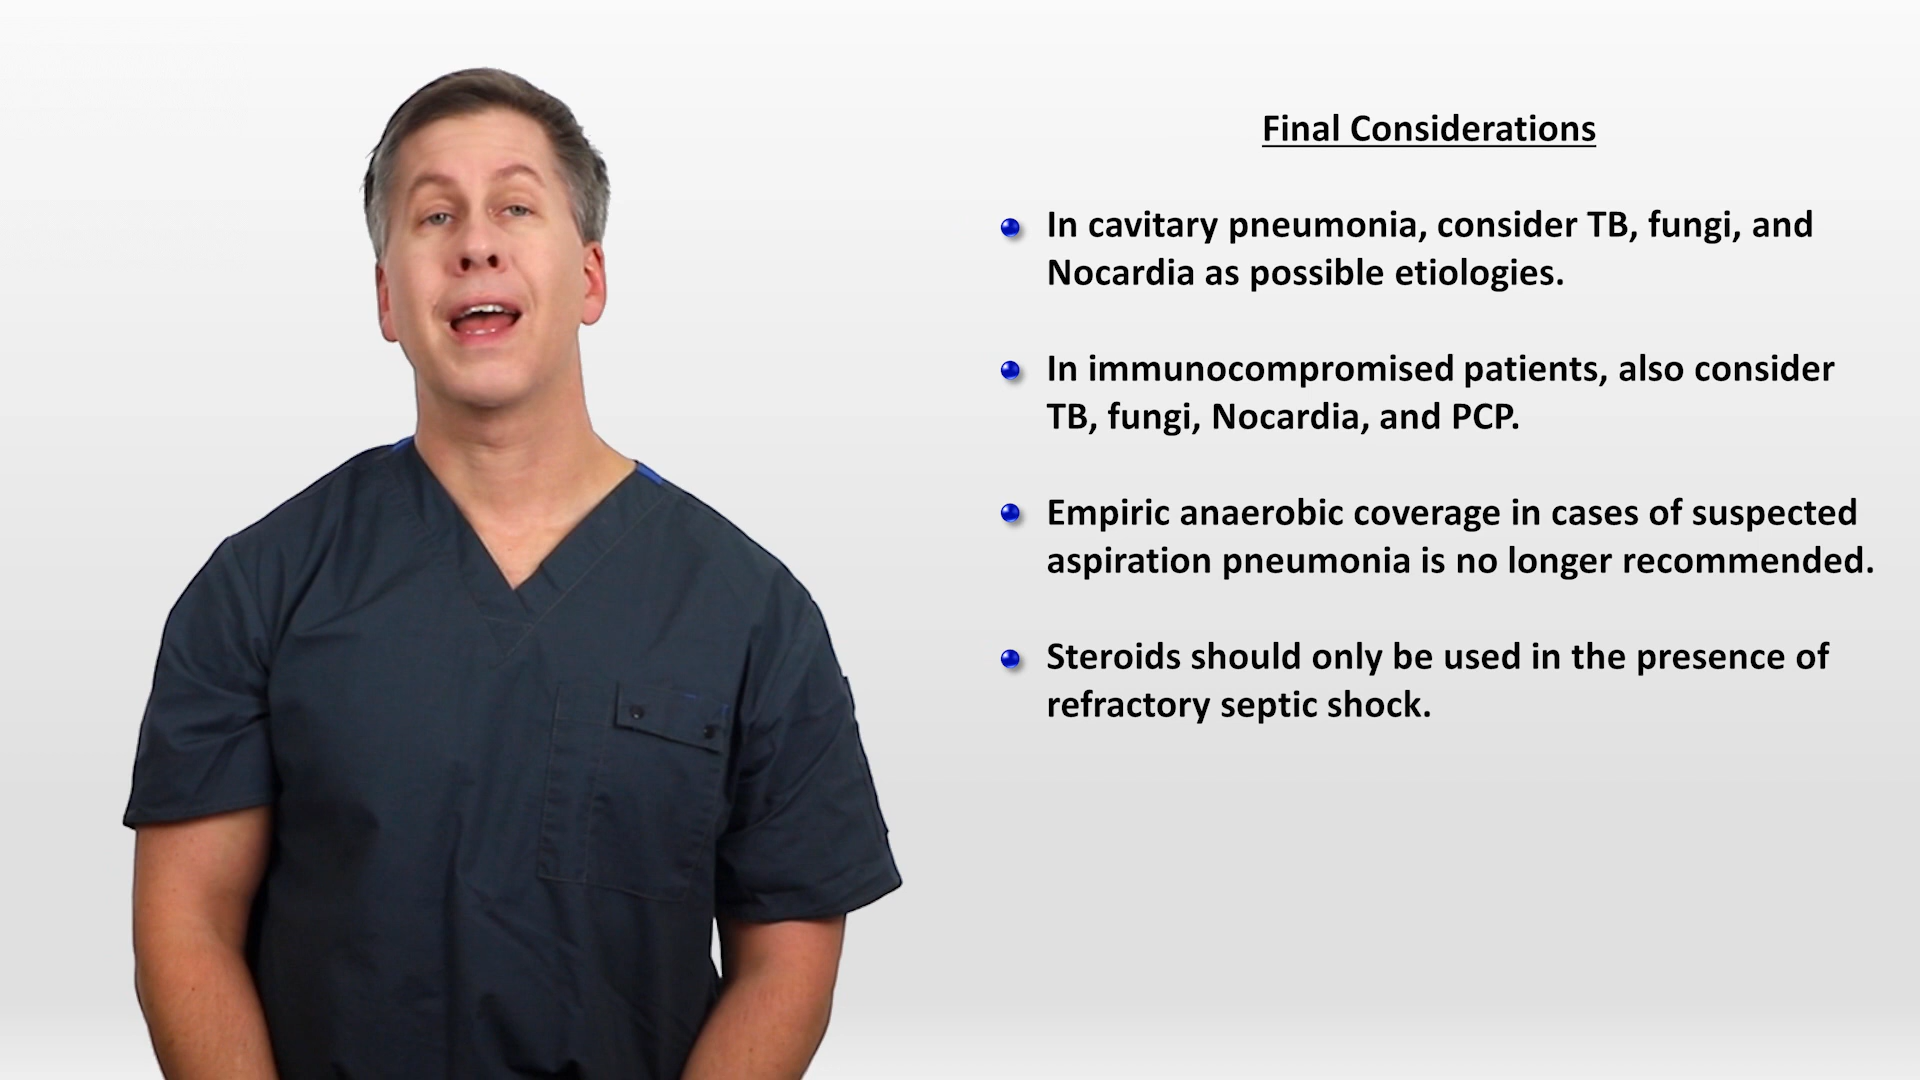 Final Considerations
In cavitary pneumonia, consider TB, fungi, and
Nocardia as possible etiologies.
In immunocompromised patients, also consider
TB, fungi, Nocardia, and PCP.
Empiric anaerobic coverage in cases of suspected
aspiration pneumonia is no longer recommended.
Steroids should only be used in the presence of
refractory septic shock.